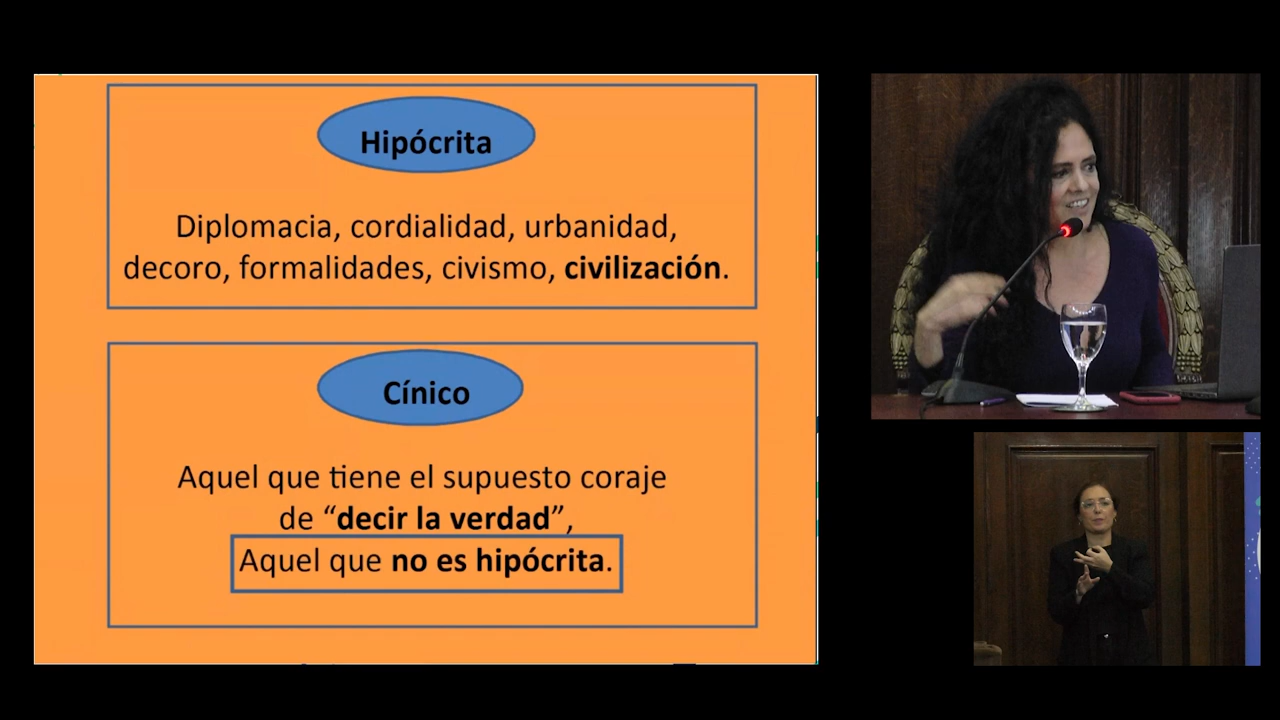 Hipócrita
Diplomacia, cordialidad, urbanidad,
decoro, formalidades, civismo, civilización.
Cínico
Aquel que tiene el supuesto coraje
de “decir la verdad”,
Aquel que no es hipócrita.